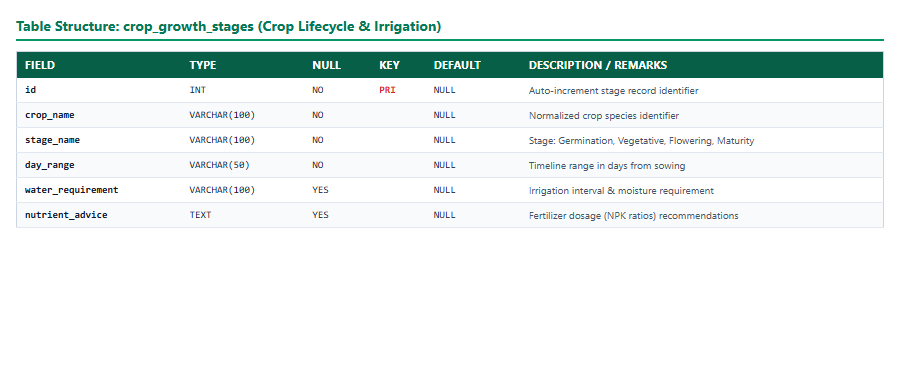 Table Structure: crop_growth_stages (Crop Lifecycle & Irrigation)
FIELD TYPE NULL KEY DEFAULT DESCRIPTION / REMARKS
id INT NO PRI NULL Auto-increment stage record identifier
crop_name VARCHAR(100) NO NULL Normalized crop species identifier
stage_name VARCHAR(100) NO NULL Stage: Germination, Vegetative, Flowering, Maturity
day_range VARCHAR(50) NO NULL Timeline range in days from sowing
water_requirement VARCHAR(100) YES NULL Irrigation interval & moisture requirement
nutrient_advice TEXT YES NULL Fertilizer dosage (NPK ratios) recommendations